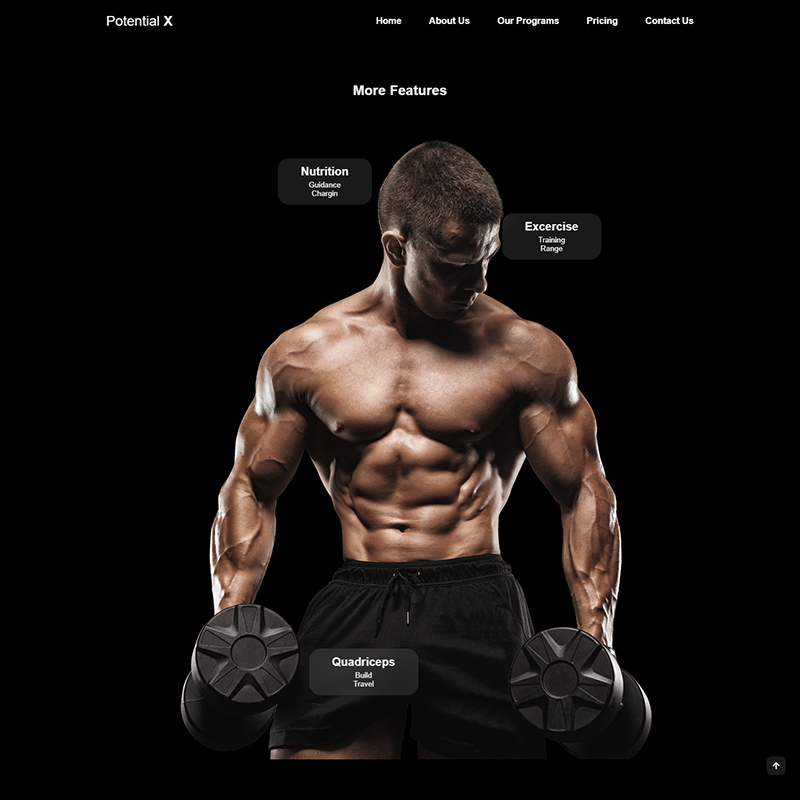 Potential X
Home About Us Our Programs Pricing Contact Us
More Features
Nutrition
Guidance
Chargin
Excercise
Training
Range
Quadriceps
Build
Travel